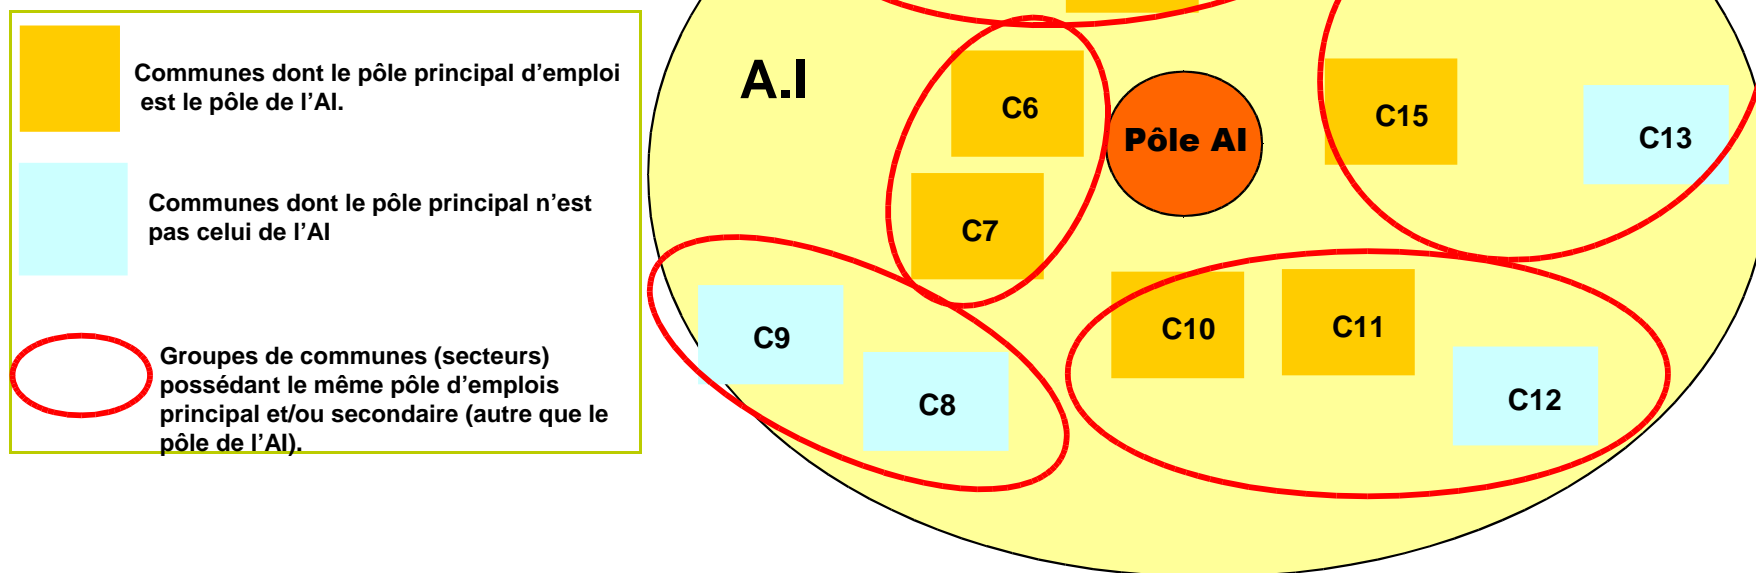 Communes dont le pôle principal d’emploi
est le pôle de l’AI.
Communes dont le pôle principal n’est
pas celui de l’AI
Groupes de communes (secteurs)
possédant le même pôle d’emplois
principal et/ou secondaire (autre que le
pôle de l’AI).
A.I
C6
Pôle AI
C15
C13
C7
C9
C10
C11
C8
C12